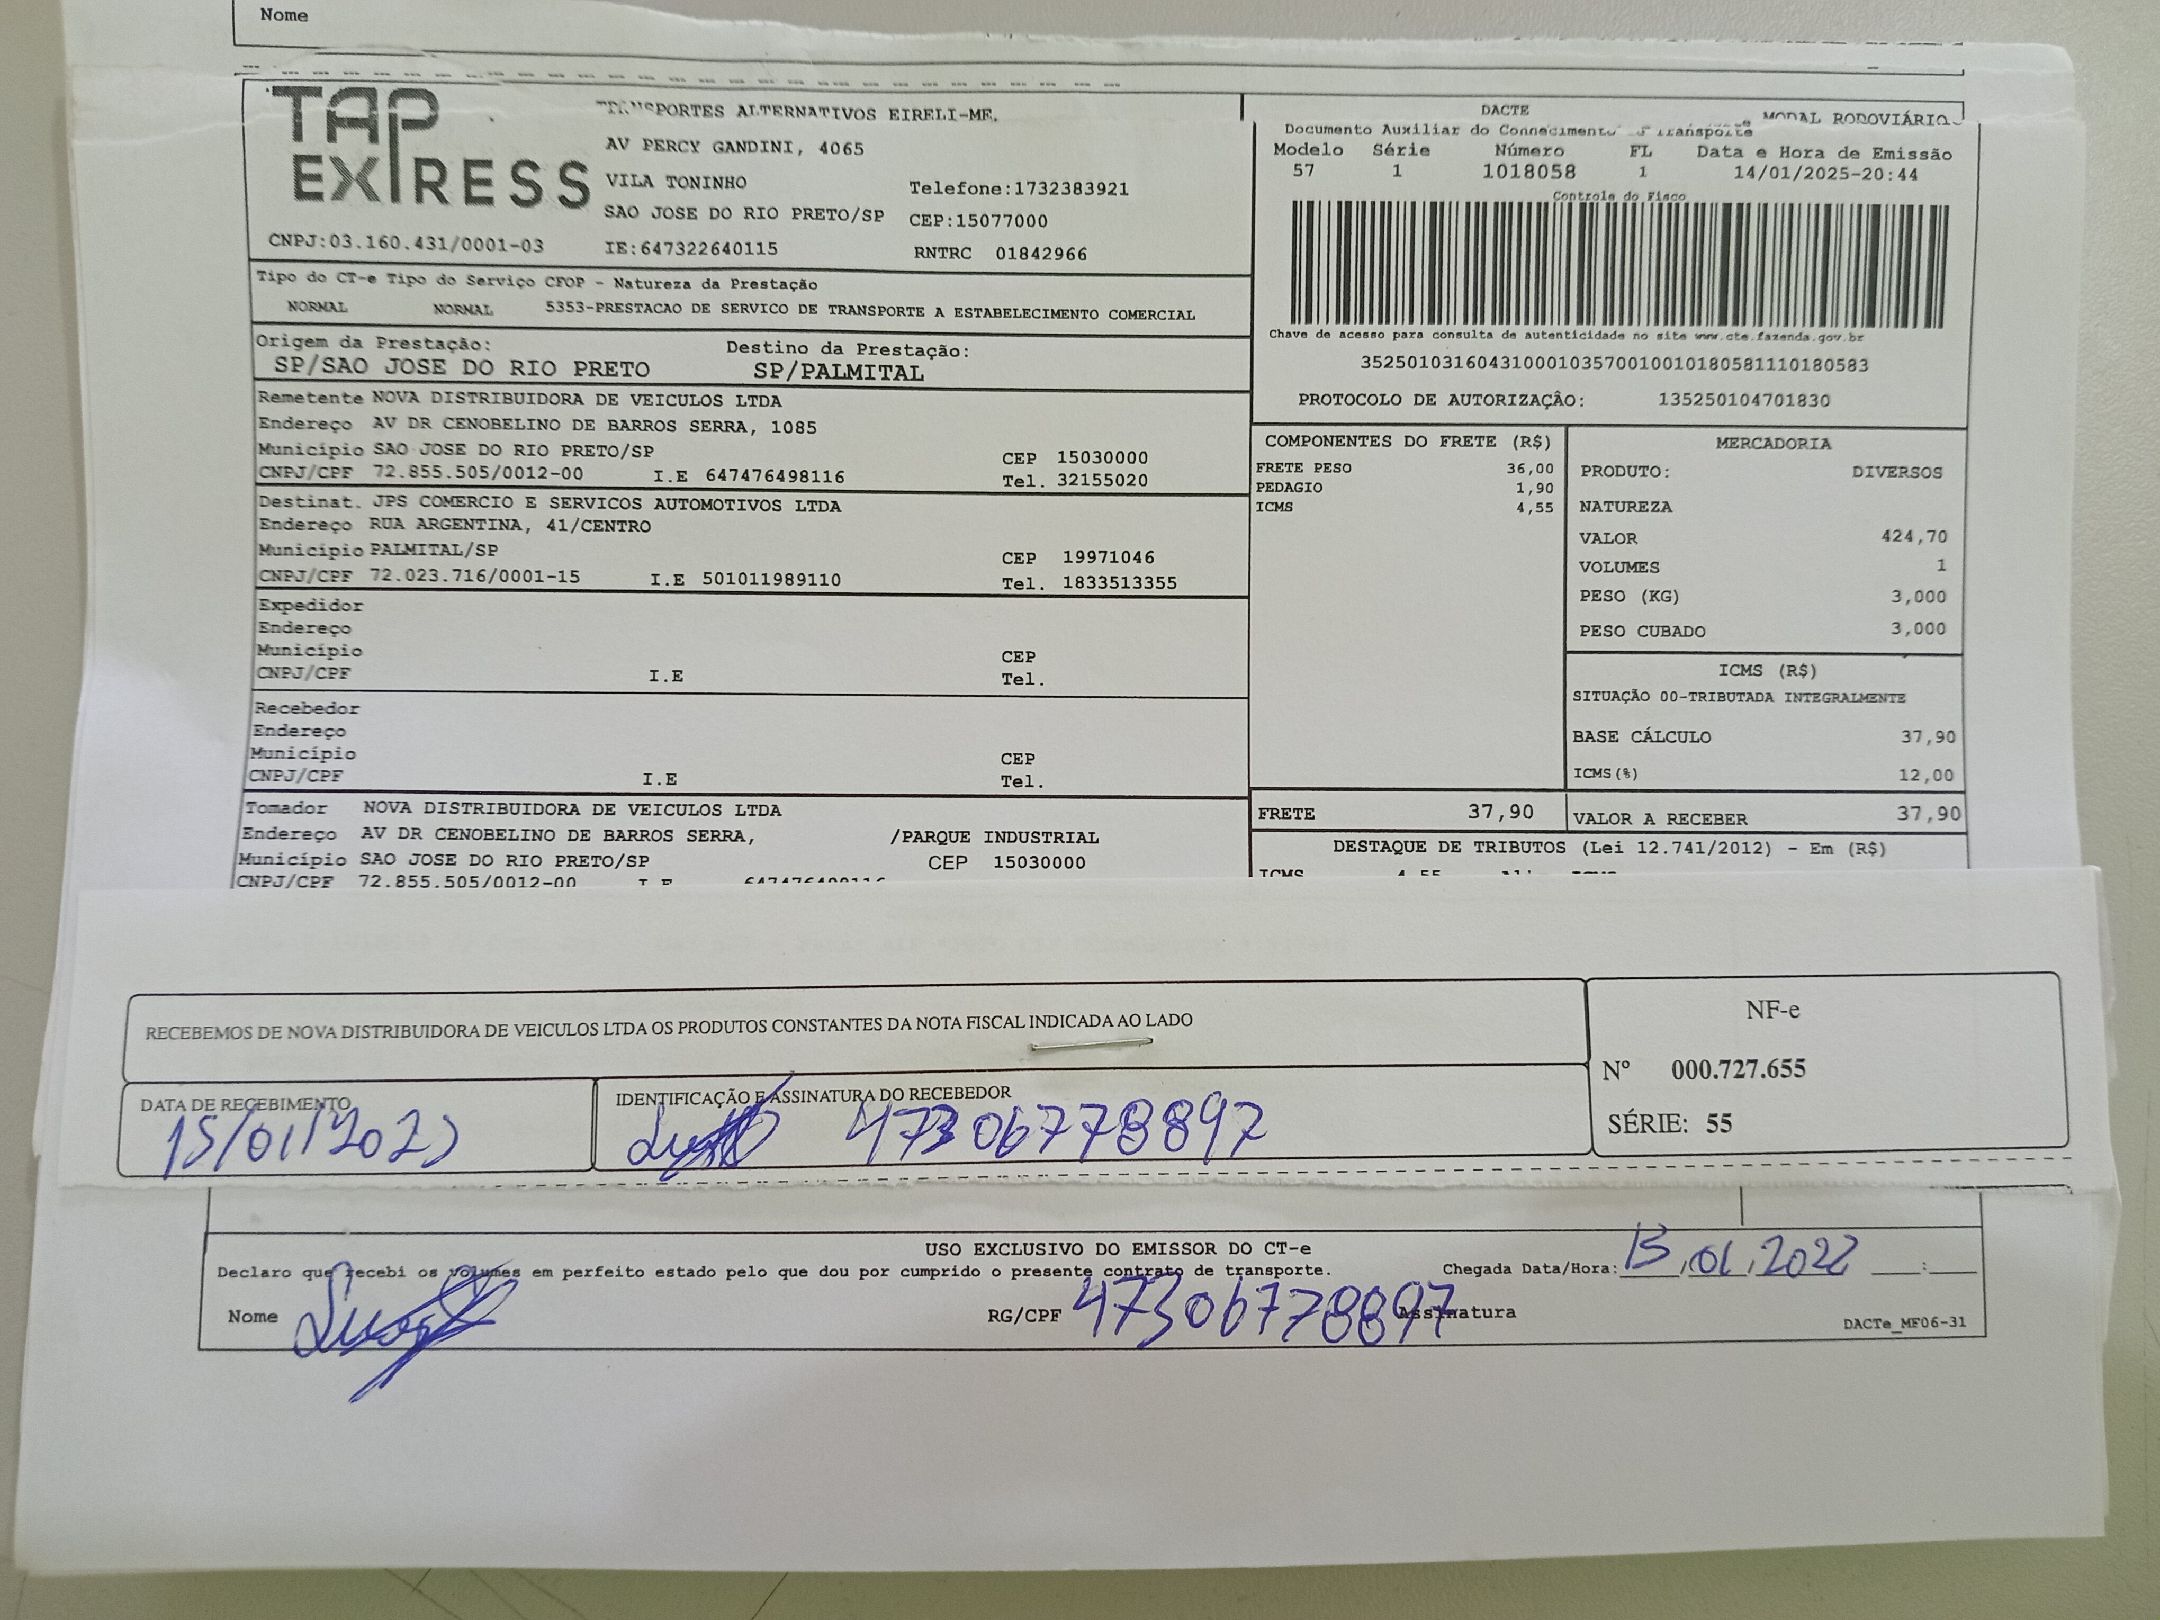 Nome
TAP EXPRESS
TRANSPORTES ALTERNATIVOS EIRELI-ME.
AV PERCY GANDINI, 4065
VILA TONINHO Telefone:1732383921
SAO JOSE DO RIO PRETO/SP CEP:15077000
CNPJ:03.160.431/0001-03 IE:647322640115 RNTRC 01842966
DACTE MODAL RODOVIÁRIO
Documento Auxiliar do Conhecimento Transporte
Modelo Série Número FL Data e Hora de Emissão
57 1 1018058 1 14/01/2025-20:44
Controle do Fisco
Chave de acesso para consulta de autenticidade no site www.cte.fazenda.gov.br
35250103160431000103570010010180581110180583
PROTOCOLO DE AUTORIZAÇÃO: 135250104701830
Tipo do CT-e Tipo do Serviço CFOP - Natureza da Prestação
NORMAL NORMAL 5353-PRESTACAO DE SERVICO DE TRANSPORTE A ESTABELECIMENTO COMERCIAL
Origem da Prestação: Destino da Prestação:
SP/SAO JOSE DO RIO PRETO SP/PALMITAL
Remetente NOVA DISTRIBUIDORA DE VEICULOS LTDA
Endereço AV DR CENOBELINO DE BARROS SERRA, 1085
Município SAO JOSE DO RIO PRETO/SP CEP 15030000
CNPJ/CPF 72.855.505/0012-00 I.E 647476498116 Tel. 32155020
Destinat. JPS COMERCIO E SERVICOS AUTOMOTIVOS LTDA
Endereço RUA ARGENTINA, 41/CENTRO
Município PALMITAL/SP CEP 19971046
CNPJ/CPF 72.023.716/0001-15 I.E 501011989110 Tel. 1833513355
Expedidor
Endereço
Município CEP
CNPJ/CPF I.E Tel.
Recebedor
Endereço
Município CEP
CNPJ/CPF I.E Tel.
Tomador NOVA DISTRIBUIDORA DE VEICULOS LTDA
Endereço AV DR CENOBELINO DE BARROS SERRA, /PARQUE INDUSTRIAL
Município SAO JOSE DO RIO PRETO/SP CEP 15030000
CNPJ/CPF 72.855.505/0012-00 I.E 647476498116
COMPONENTES DO FRETE (R$)
FRETE PESO 36,00
PEDAGIO 1,90
ICMS 4,55
MERCADORIA
PRODUTO: DIVERSOS
NATUREZA
VALOR 424,70
VOLUMES 1
PESO (KG) 3,000
PESO CUBADO 3,000
ICMS (R$)
SITUAÇÃO 00-TRIBUTADA INTEGRALMENTE
BASE CÁLCULO 37,90
ICMS(%) 12,00
FRETE 37,90 VALOR A RECEBER 37,90
DESTAQUE DE TRIBUTOS (Lei 12.741/2012) - Em (R$)
ICMS 4,55
RECEBEMOS DE NOVA DISTRIBUIDORA DE VEICULOS LTDA OS PRODUTOS CONSTANTES DA NOTA FISCAL INDICADA AO LADO
DATA DE RECEBIMENTO IDENTIFICAÇÃO E ASSINATURA DO RECEBEDOR
15/01/2025 47306778897
NF-e
Nº 000.727.655
SÉRIE: 55
USO EXCLUSIVO DO EMISSOR DO CT-e
Declaro que recebi os volumes em perfeito estado pelo que dou por cumprido o presente contrato de transporte. Chegada Data/Hora: 15/01/2022 :
Nome RG/CPF 47306778897 Assinatura
DACTe_MF06-31